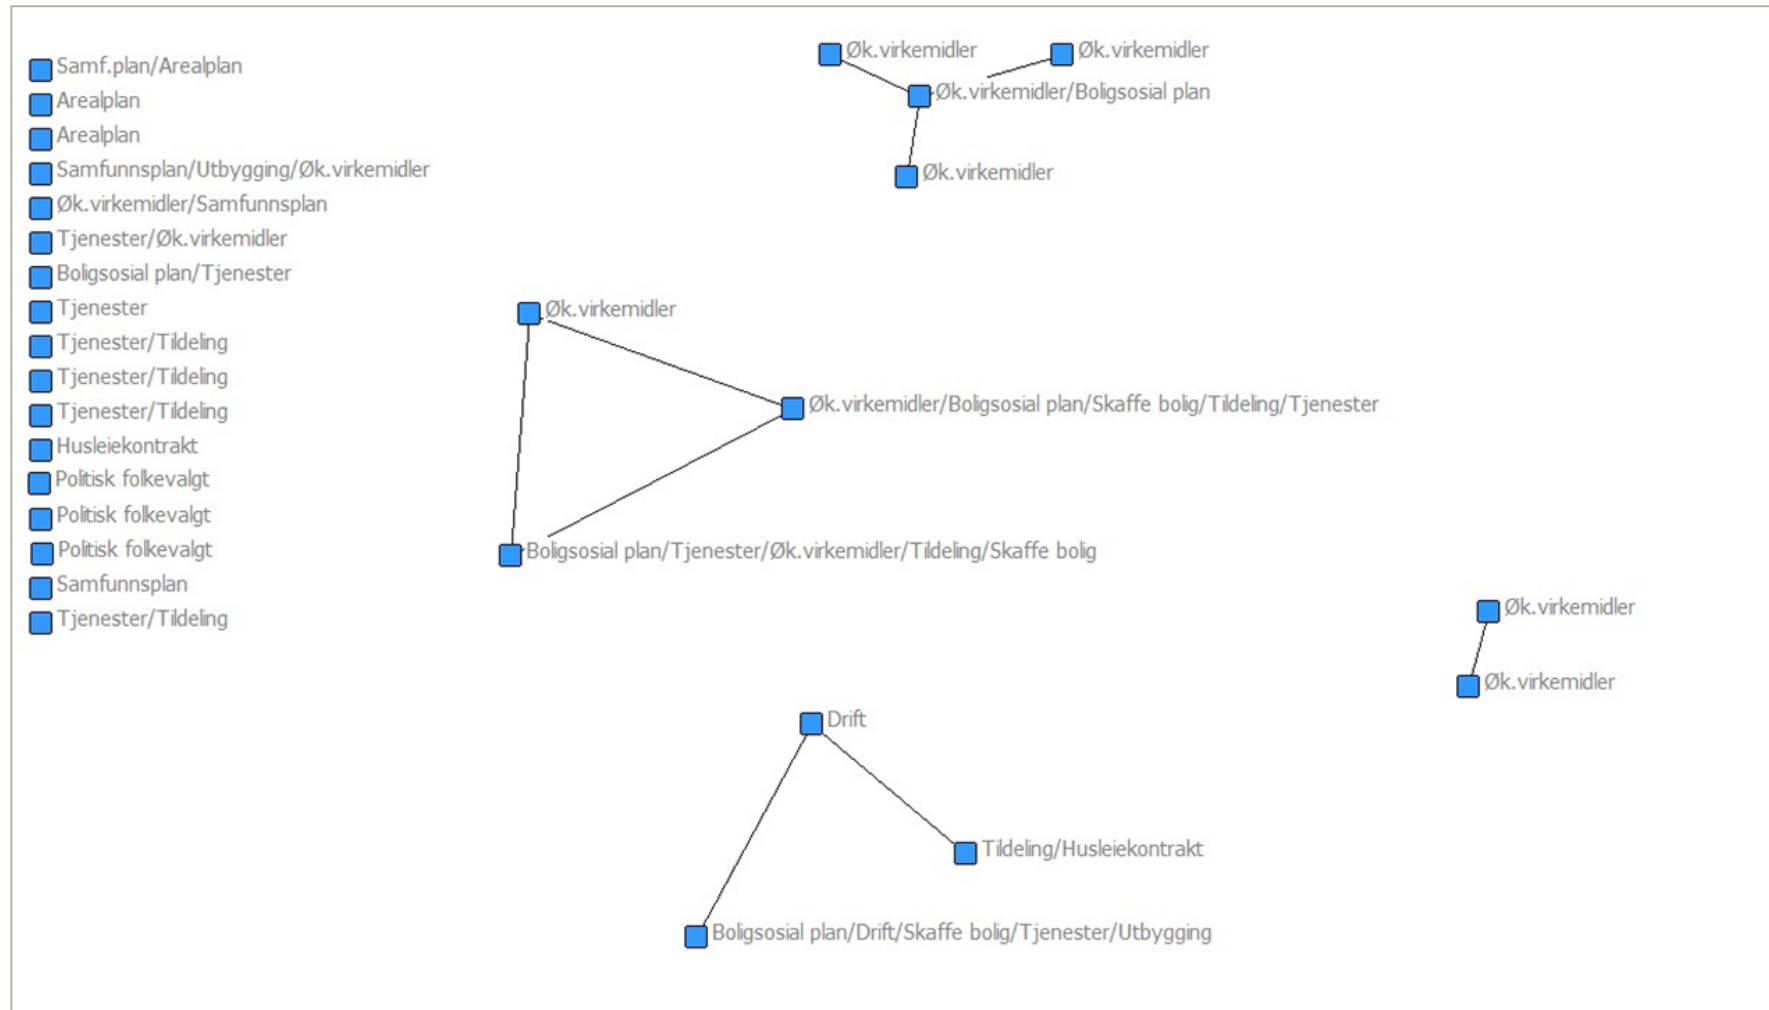 Samf.plan/Arealplan
Arealplan
Arealplan
Samfunnsplan/Utbygging/Øk.virkemidler
Øk.virkemidler/Samfunnsplan
Tjenester/Øk.virkemidler
Boligsosial plan/Tjenester
Tjenester
Tjenester/Tildeling
Tjenester/Tildeling
Tjenester/Tildeling
Husleiekontrakt
Politisk folkevalgt
Politisk folkevalgt
Politisk folkevalgt
Samfunnsplan
Tjenester/Tildeling
Øk.virkemidler
Øk.virkemidler
Øk.virkemidler/Boligsosial plan
Øk.virkemidler
Øk.virkemidler
Øk.virkemidler/Boligsosial plan/Skaffe bolig/Tildeling/Tjenester
Boligsosial plan/Tjenester/Øk.virkemidler/Tildeling/Skaffe bolig
Øk.virkemidler
Øk.virkemidler
Drift
Tildeling/Husleiekontrakt
Boligsosial plan/Drift/Skaffe bolig/Tjenester/Utbygging